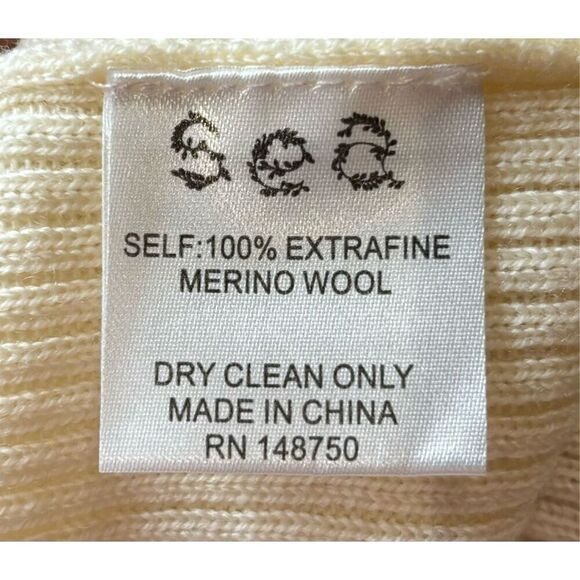 Sea
SELF:100% EXTRAFINE
MERINO WOOL
DRY CLEAN ONLY
MADE IN CHINA
RN 148750